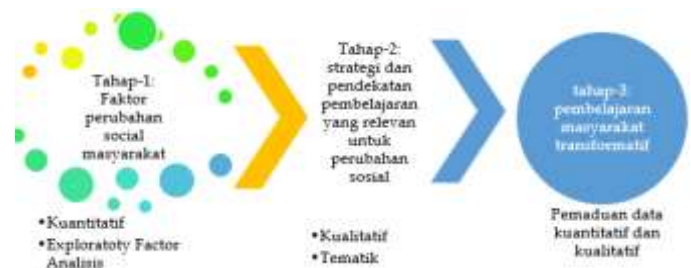 Tahap-1:
Faktor
perubahan
social
masyarakat
•Kuantitatif
•Exploratoty Factor
Analisis
Tahap-2:
strategi dan
pendekatan
pembelajaran
yang relevan
untuk
perubahan
sosial
•Kualitatif
•Tematik
tahap-3:
pembelajaran
masyarakat
transformatif
Pemaduan data
kuantitatif dan
kualitatif